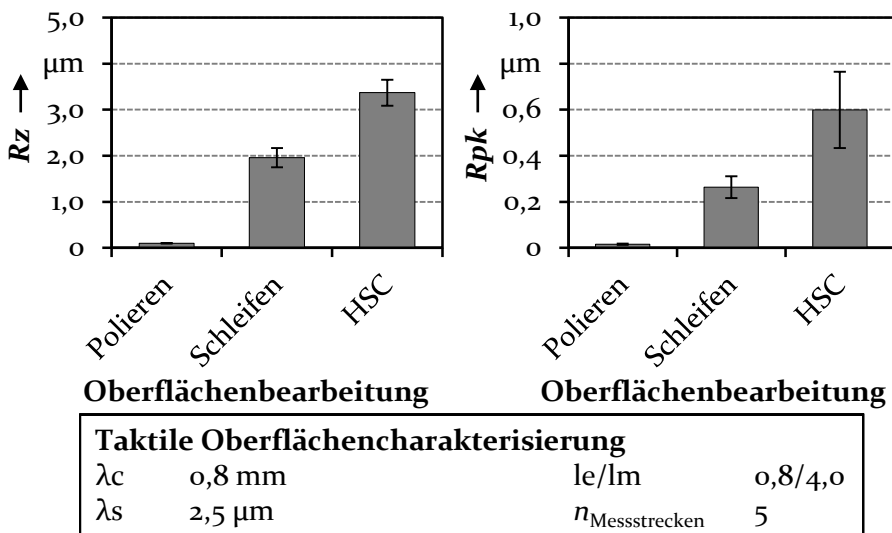 5,0
µm
3,0
2,0
1,0
0
Rz
Polieren
Schleifen
HSC
Oberflächenbearbeitung
1,0
µm
0,6
0,4
0,2
0
Rpk
Polieren
Schleifen
HSC
Oberflächenbearbeitung
Taktile Oberflächencharakterisierung
λc 0,8 mm le/lm 0,8/4,0
λs 2,5 µm nMessstrecken 5